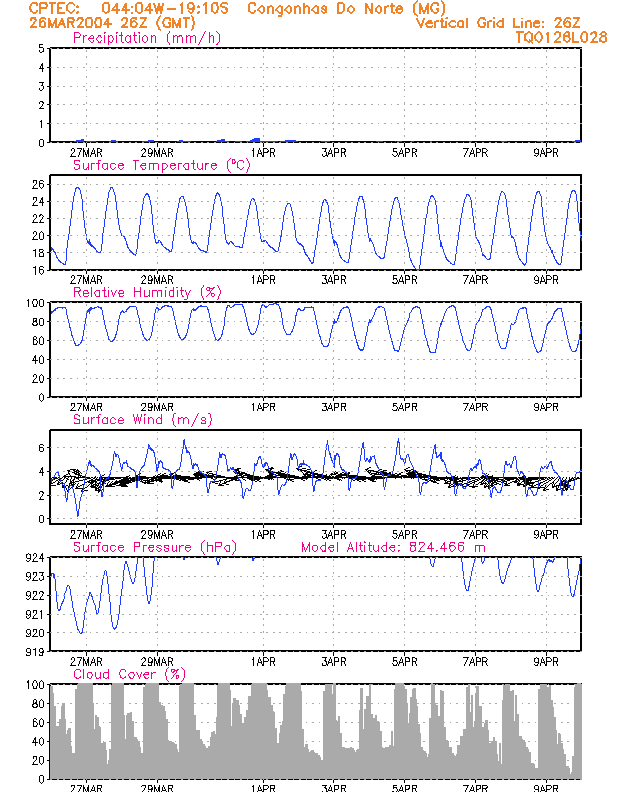 CPTEC: 044:04W-19:10S Congonhas Do Norte (MG)
26MAR2004 26Z (GMT) Vertical Grid Line: 26Z
Precipitation (mm/h) TQ0126L028
5
4
3
2
1
0
27MAR 29MAR 1APR 3APR 5APR 7APR 9APR
Surface Temperature (°C)
26
24
22
20
18
16
27MAR 29MAR 1APR 3APR 5APR 7APR 9APR
Relative Humidity (%)
100
80
60
40
20
0
27MAR 29MAR 1APR 3APR 5APR 7APR 9APR
Surface Wind (m/s)
6
4
2
0
27MAR 29MAR 1APR 3APR 5APR 7APR 9APR
Surface Pressure (hPa) Model Altitude: 824.466 m
924
923
922
921
920
919
27MAR 29MAR 1APR 3APR 5APR 7APR 9APR
Cloud Cover (%)
100
80
60
40
20
0
27MAR 29MAR 1APR 3APR 5APR 7APR 9APR